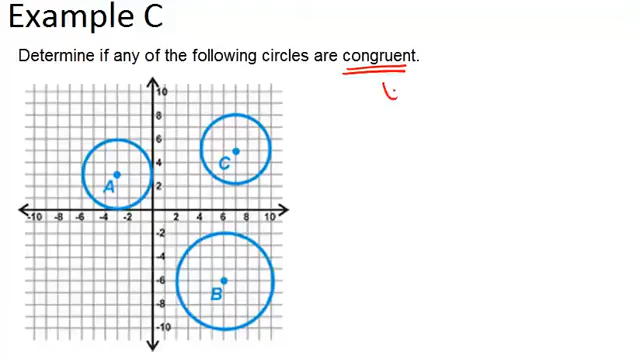 Example C
Determine if any of the following circles are congruent.
10
8
6
4
2
A
C
-10 -8 -6 -4 -2 2 4 6 8 10
-2
-4
-6
-8
-10
B